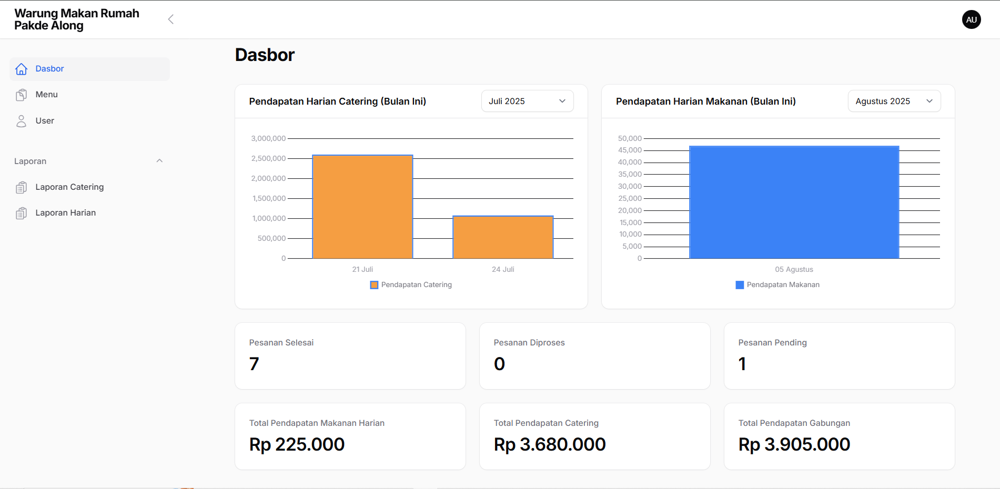 Warung Makan Rumah
Pakde Along
AU
Dasbor
Menu
User
Laporan
Laporan Catering
Laporan Harian
Dasbor
Pendapatan Harian Catering (Bulan Ini)
Juli 2025
3,000,000
2,500,000
2,000,000
1,500,000
1,000,000
500,000
0
21 Juli
24 Juli
Pendapatan Catering
Pendapatan Harian Makanan (Bulan Ini)
Agustus 2025
50,000
45,000
40,000
35,000
30,000
25,000
20,000
15,000
10,000
5,000
0
05 Agustus
Pendapatan Makanan
Pesanan Selesai
7
Pesanan Diproses
0
Pesanan Pending
1
Total Pendapatan Makanan Harian
Rp 225.000
Total Pendapatan Catering
Rp 3.680.000
Total Pendapatan Gabungan
Rp 3.905.000